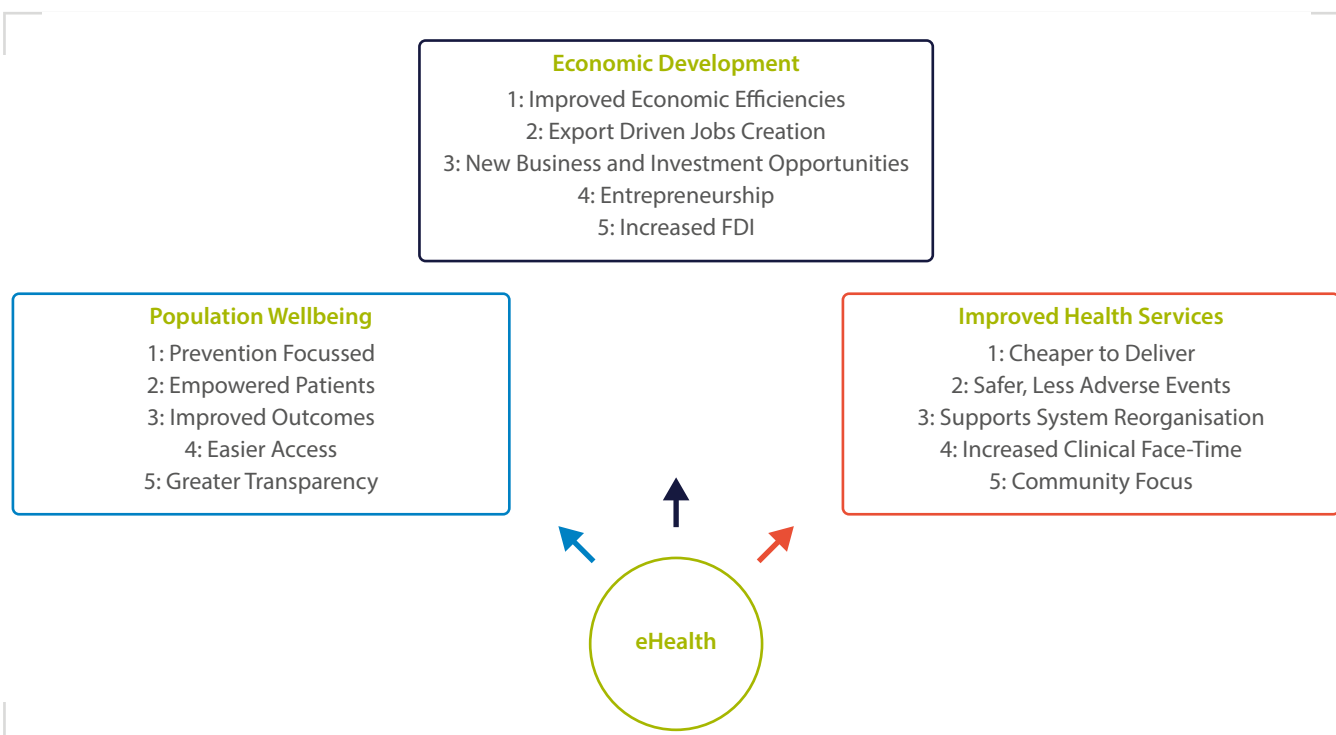 Economic Development
1: Improved Economic Efficiencies
2: Export Driven Jobs Creation
3: New Business and Investment Opportunities
4: Entrepreneurship
5: Increased FDI
Population Wellbeing
1: Prevention Focussed
2: Empowered Patients
3: Improved Outcomes
4: Easier Access
5: Greater Transparency
Improved Health Services
1: Cheaper to Deliver
2: Safer, Less Adverse Events
3: Supports System Reorganisation
4: Increased Clinical Face-Time
5: Community Focus
eHealth